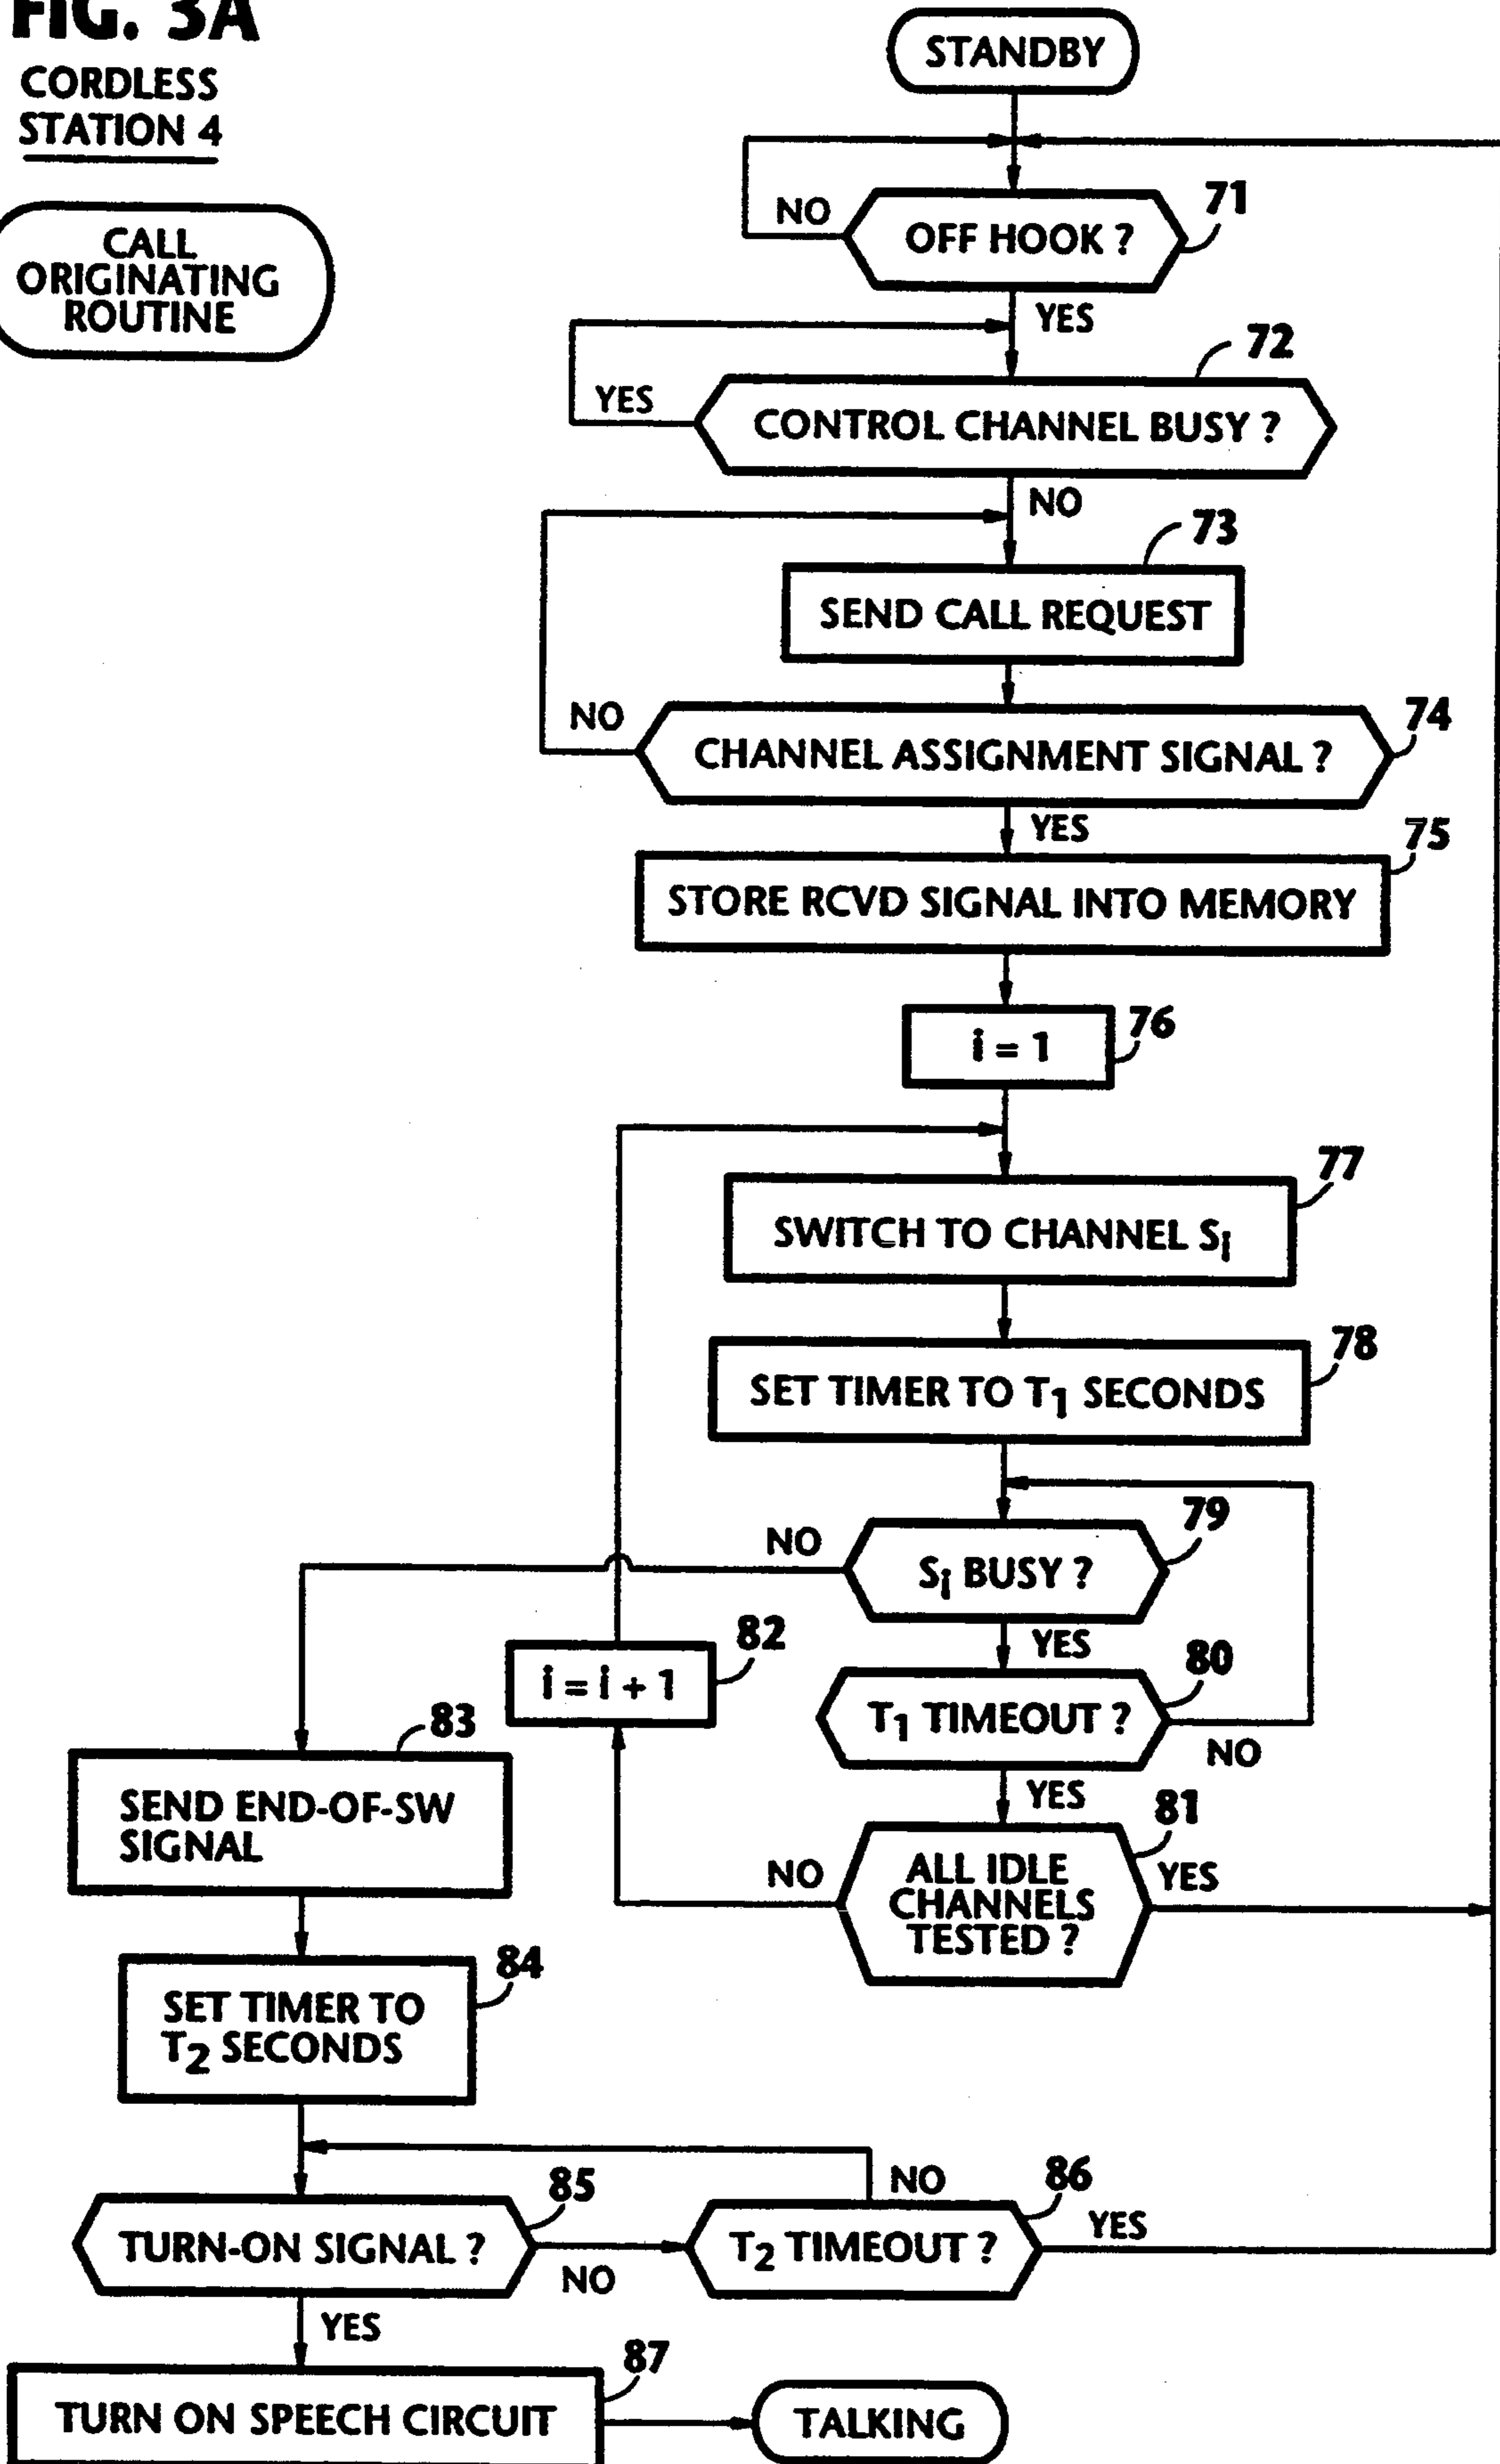 FIG. 3A
CORDLESS
STATION 4
CALL
ORIGINATING
ROUTINE
STANDBY
NO
OFF HOOK ?
71
YES
72
YES
CONTROL CHANNEL BUSY ?
NO
73
SEND CALL REQUEST
NO
CHANNEL ASSIGNMENT SIGNAL ?
74
YES
75
STORE RCVD SIGNAL INTO MEMORY
i = 1
76
77
SWITCH TO CHANNEL Si
78
SET TIMER TO T1 SECONDS
79
NO
Si BUSY ?
YES
82
i = i + 1
80
T1 TIMEOUT ?
NO
YES
83
SEND END-OF-SW
SIGNAL
81
NO
ALL IDLE
CHANNELS
TESTED ?
YES
84
SET TIMER TO
T2 SECONDS
85
TURN-ON SIGNAL ?
NO
NO
86
T2 TIMEOUT ?
YES
YES
87
TURN ON SPEECH CIRCUIT
TALKING